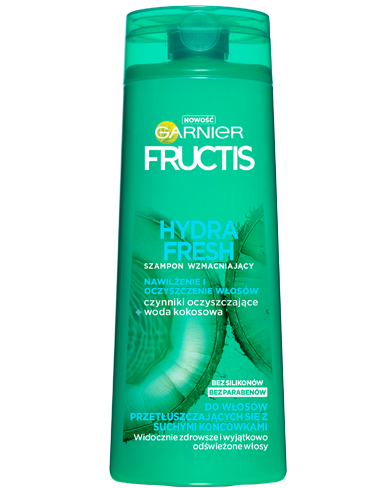 NOWOŚĆ
GARNIER
FRUCTIS
HYDRA
FRESH
SZAMPON WZMACNIAJĄCY
NAWILŻENIE I
OCZYSZCZENIE WŁOSÓW
czynniki oczyszczające
+ woda kokosowa
BEZ SILIKONÓW
BEZ PARABENÓW
DO WŁOSÓW
PRZETŁUSZCZAJĄCYCH SIĘ Z
SUCHYMI KOŃCÓWKAMI
Widocznie zdrowsze i wyjątkowo
odświeżone włosy